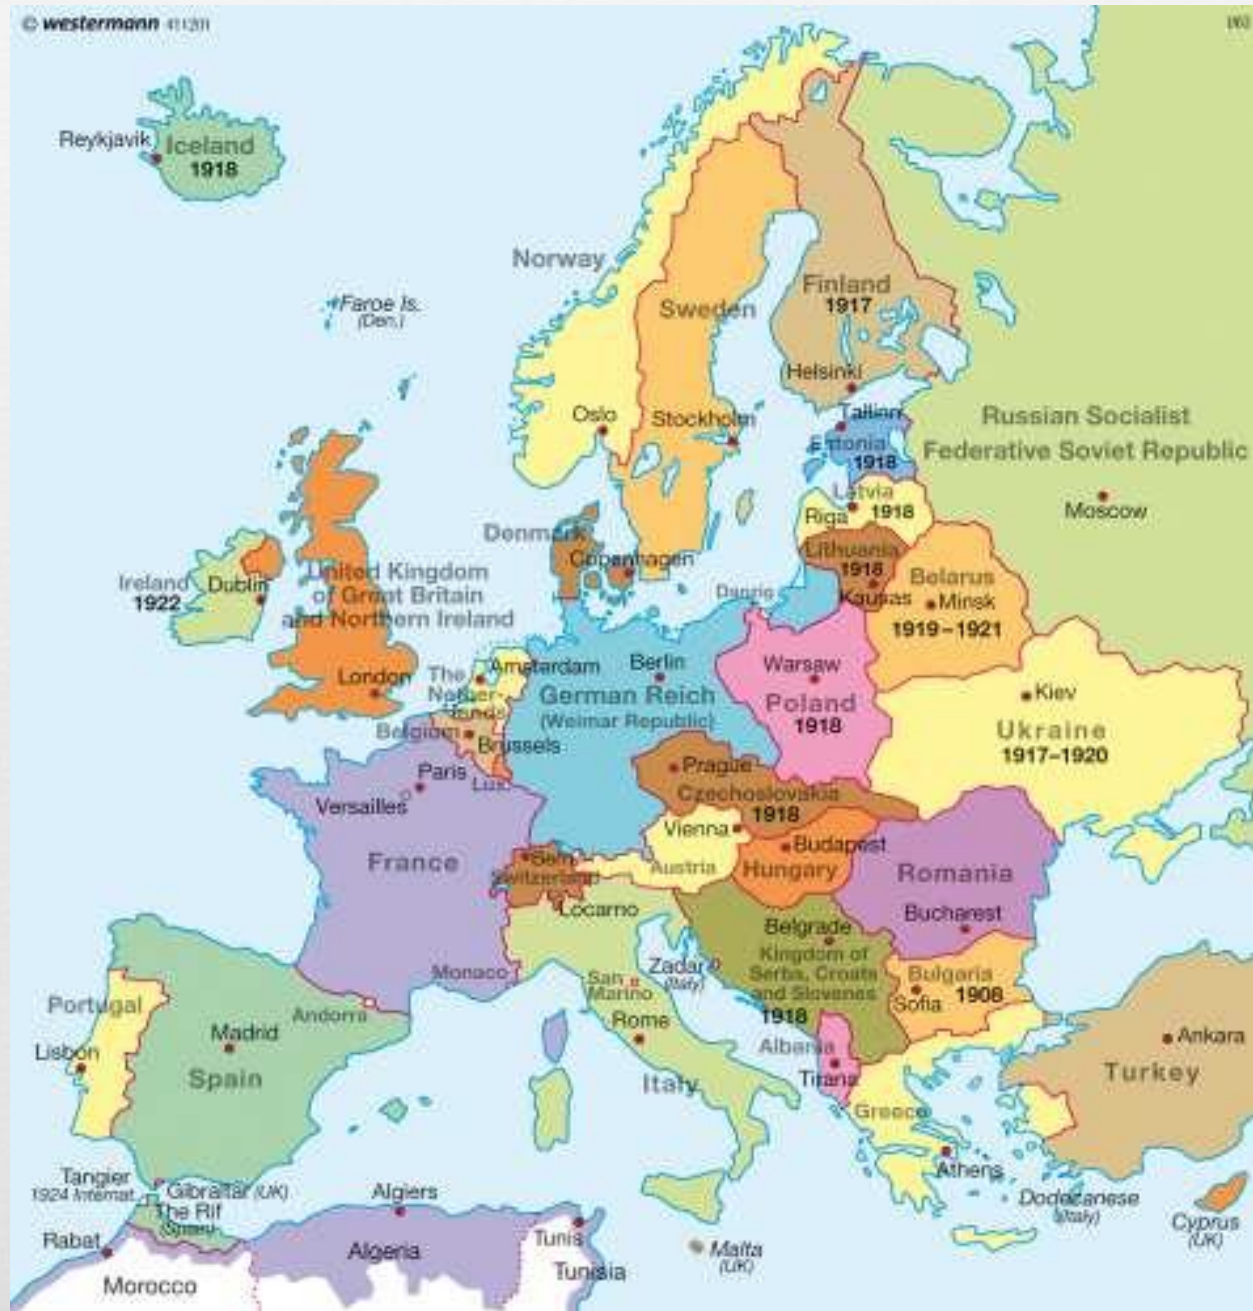 © westermann 411201
Reykjavik
Iceland
1918
Norway
Faroe Is.
(Den.)
Sweden
Finland
1917
Helsinki
Oslo
Stockholm
Tallinn
Estonia
1918
Russian Socialist
Federative Soviet Republic
Moscow
Latvia
Riga 1918
Denmark
Copenhagen
Lithuania
1918
Kaunas
Belarus
Minsk
1919–1921
Ireland
1922
Dublin
United Kingdom
of Great Britain
and Northern Ireland
London
Danzig
The
Nether-
lands
Amsterdam
Berlin
German Reich
(Weimar Republic)
Warsaw
Poland
1918
Kiev
Ukraine
1917–1920
Belgium
Brussels
Lux.
Paris
Versailles
Prague
Czechoslovakia
1918
Vienna
Austria
Budapest
Hungary
France
Bern
Switzerland
Locarno
Romania
Bucharest
Belgrade
Kingdom of
Serbs, Croats
and Slovenes
1918
Zadar
(Italy)
Monaco
San
Marino
Rome
Italy
Bulgaria
1908
Sofia
Albania
Tirana
Portugal
Lisbon
Madrid
Spain
Andorra
Greece
Athens
Turkey
Ankara
Tangier
1924 Internat.
Gibraltar (UK)
The Rif
(Spain)
Rabat
Morocco
Algiers
Algeria
Tunis
Tunisia
Malta
(UK)
Dodecanese
(Italy)
Cyprus
(UK)